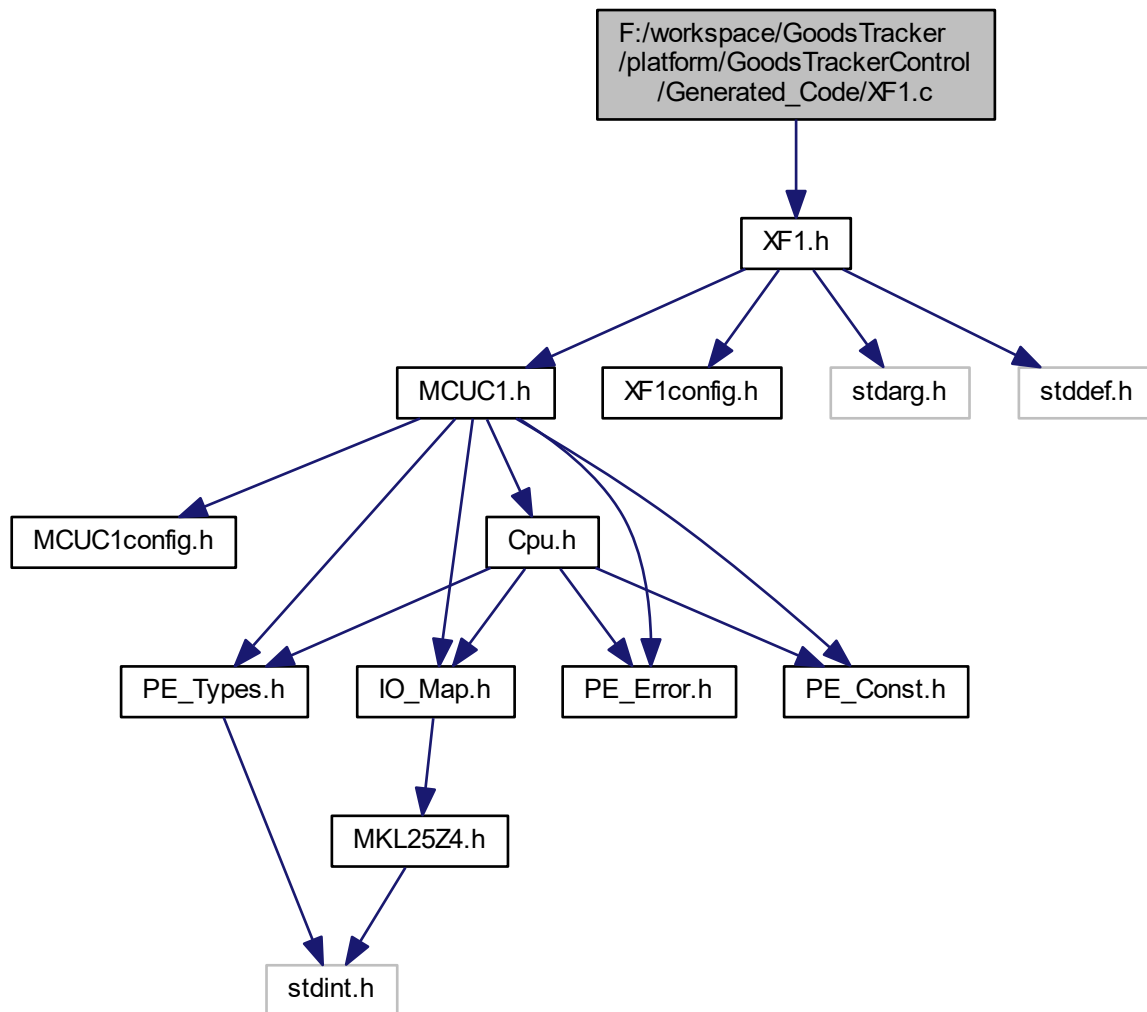 F:/workspace/GoodsTracker
/platform/GoodsTrackerControl
/Generated_Code/XF1.c
XF1.h
MCUC1.h
XF1config.h
stdarg.h
stddef.h
MCUC1config.h
Cpu.h
PE_Types.h
IO_Map.h
PE_Error.h
PE_Const.h
MKL25Z4.h
stdint.h